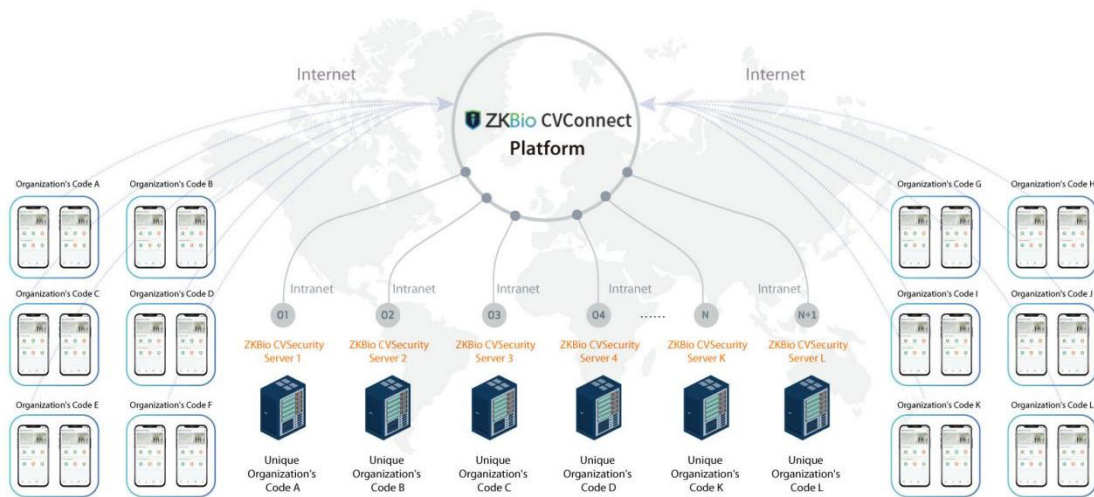 Internet
Internet
ZKBio CVConnect
Platform
Organization's Code A
Organization's Code B
Organization's Code G
Organization's Code H
Organization's Code C
Organization's Code D
Organization's Code I
Organization's Code J
Organization's Code E
Organization's Code F
Organization's Code K
Organization's Code L
Intranet
Intranet
Intranet
Intranet
Intranet
01
02
03
04
......
N
N+1
ZKBio CVSecurity
Server 1
ZKBio CVSecurity
Server 2
ZKBio CVSecurity
Server 3
ZKBio CVSecurity
Server 4
ZKBio CVSecurity
Server K
ZKBio CVSecurity
Server L
Unique
Organization's
Code A
Unique
Organization's
Code B
Unique
Organization's
Code C
Unique
Organization's
Code D
Unique
Organization's
Code K
Unique
Organization's
Code L